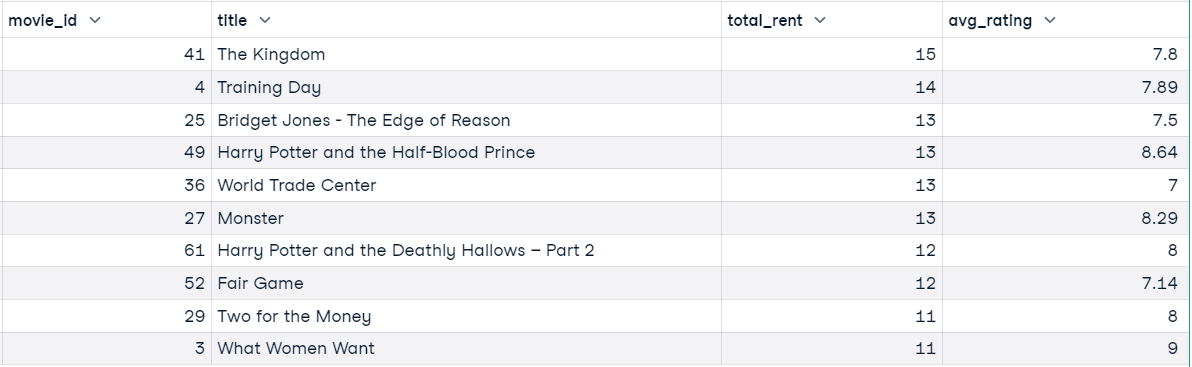 movie_id title total_rent avg_rating
41 The Kingdom 15 7.8
4 Training Day 14 7.89
25 Bridget Jones - The Edge of Reason 13 7.5
49 Harry Potter and the Half-Blood Prince 13 8.64
36 World Trade Center 13 7
27 Monster 13 8.29
61 Harry Potter and the Deathly Hallows – Part 2 12 8
52 Fair Game 12 7.14
29 Two for the Money 11 8
3 What Women Want 11 9